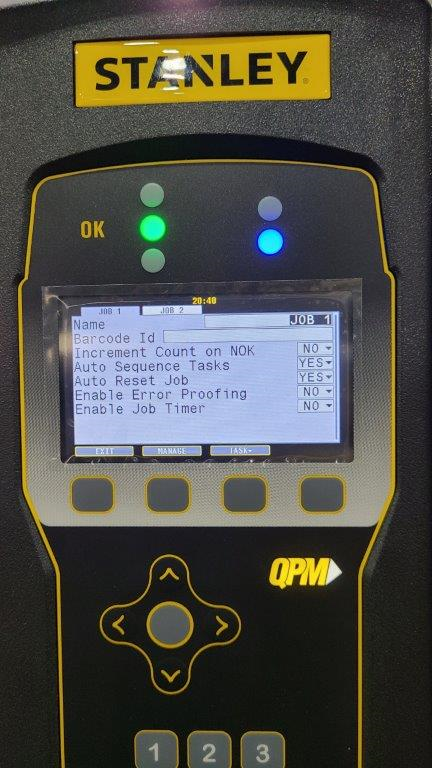 STANLEY
OK
20:40
JOB 1 JOB 2
Name JOB 1
Barcode Id
Increment Count on NOK NO
Auto Sequence Tasks YES
Auto Reset Job YES
Enable Error Proofing NO
Enable Job Timer NO
EXIT MANAGE TASK
QPM
1 2 3